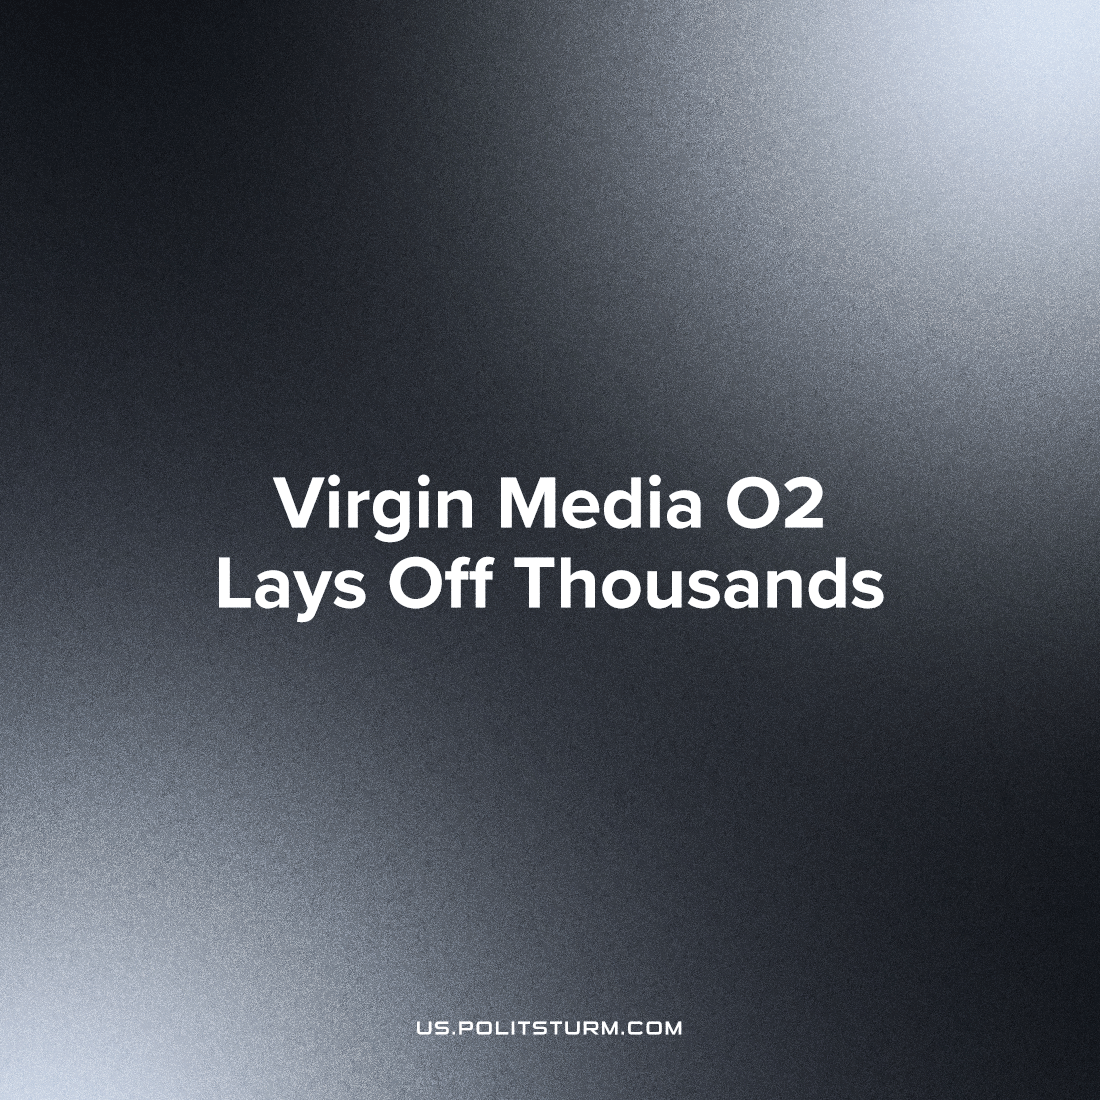 Virgin Media O2
Lays Off Thousands
US.POLITSTURM.COM